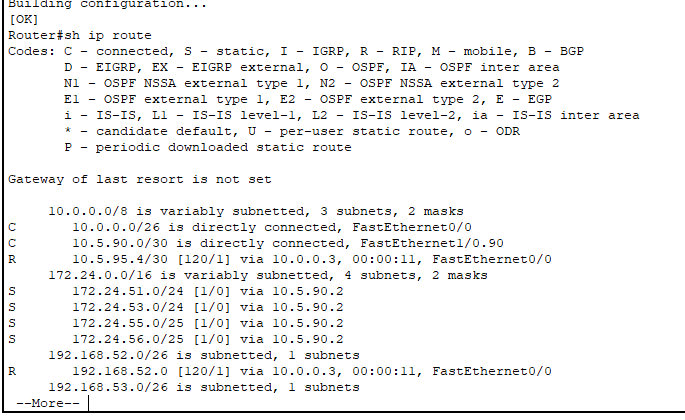 Building configuration...
[OK]
Router#sh ip route
Codes: C - connected, S - static, I - IGRP, R - RIP, M - mobile, B - BGP
       D - EIGRP, EX - EIGRP external, O - OSPF, IA - OSPF inter area
       N1 - OSPF NSSA external type 1, N2 - OSPF NSSA external type 2
       E1 - OSPF external type 1, E2 - OSPF external type 2, E - EGP
       i - IS-IS, L1 - IS-IS level-1, L2 - IS-IS level-2, ia - IS-IS inter area
       * - candidate default, U - per-user static route, o - ODR
       P - periodic downloaded static route
Gateway of last resort is not set
     10.0.0.0/8 is variably subnetted, 3 subnets, 2 masks
C       10.0.0.0/26 is directly connected, FastEthernet0/0
C       10.5.90.0/30 is directly connected, FastEthernet1/0.90
R       10.5.95.4/30 [120/1] via 10.0.0.3, 00:00:11, FastEthernet0/0
     172.24.0.0/16 is variably subnetted, 4 subnets, 2 masks
S       172.24.51.0/24 [1/0] via 10.5.90.2
S       172.24.53.0/24 [1/0] via 10.5.90.2
S       172.24.55.0/25 [1/0] via 10.5.90.2
S       172.24.56.0/25 [1/0] via 10.5.90.2
     192.168.52.0/26 is subnetted, 1 subnets
R       192.168.52.0 [120/1] via 10.0.0.3, 00:00:11, FastEthernet0/0
     192.168.53.0/26 is subnetted, 1 subnets
 --More--